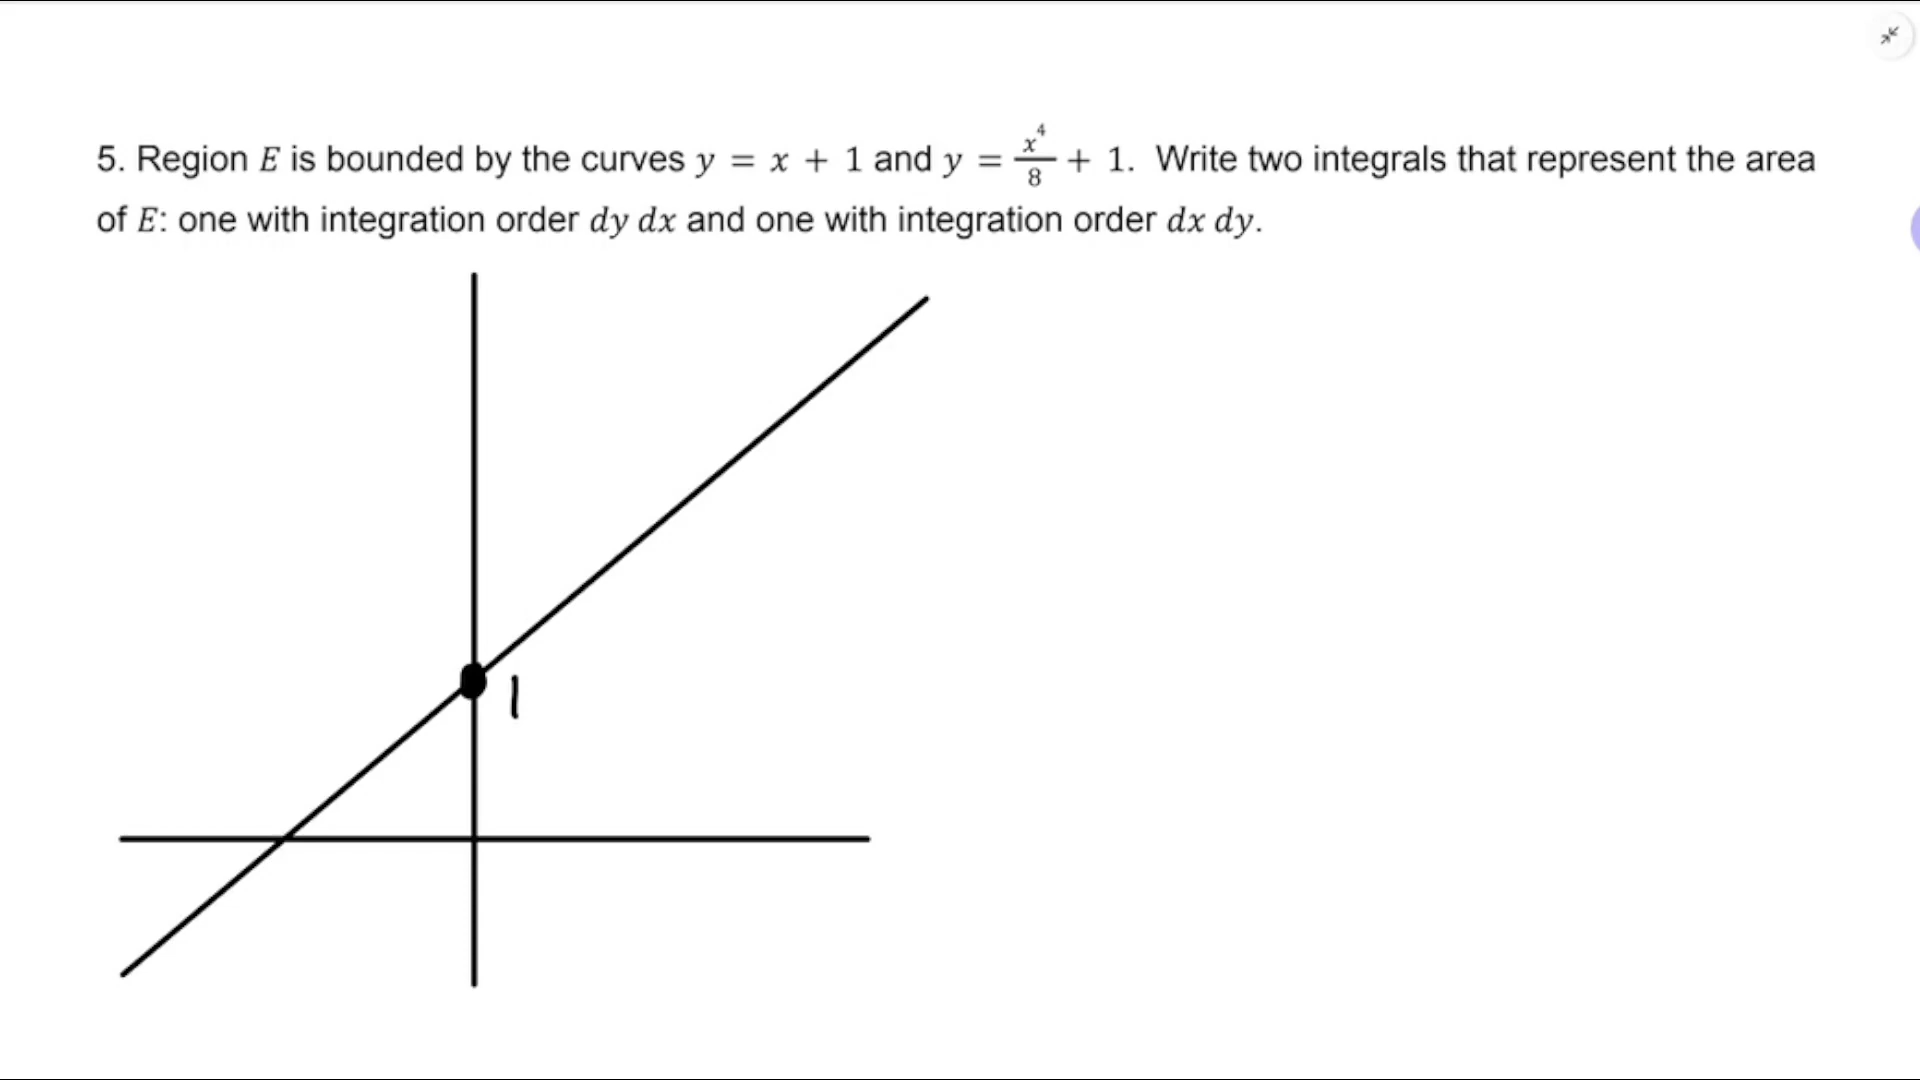 5. Region E is bounded by the curves y = x + 1 and y = x⁴/8 + 1. Write two integrals that represent the area
of E: one with integration order dy dx and one with integration order dx dy.
1